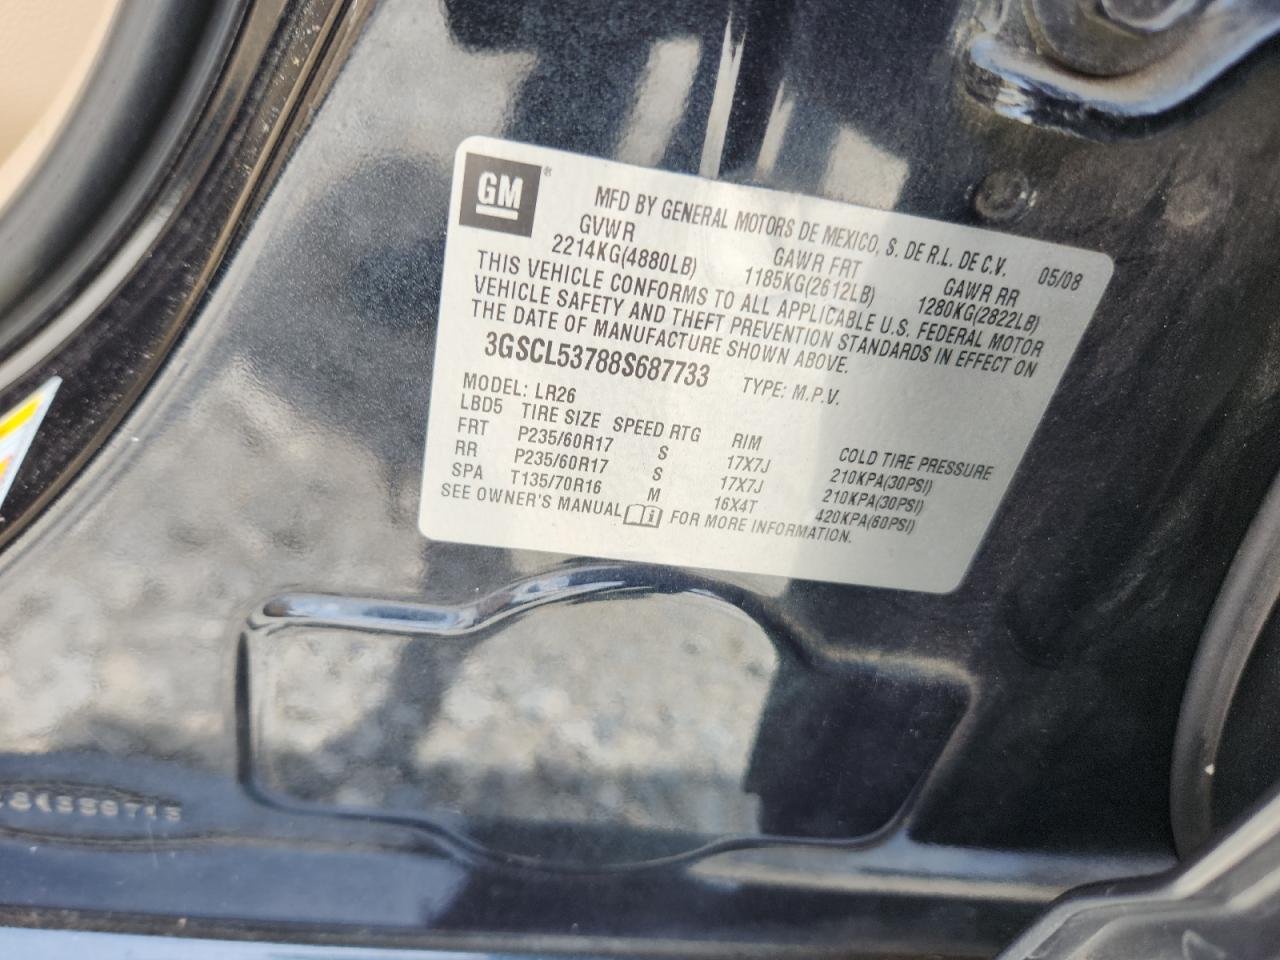 GM®
MFD BY GENERAL MOTORS DE MEXICO, S. DE R.L. DE C.V. 05/08
GVWR GAWR FRT GAWR RR
2214KG(4880LB) 1185KG(2612LB) 1280KG(2822LB)
THIS VEHICLE CONFORMS TO ALL APPLICABLE U.S. FEDERAL MOTOR
VEHICLE SAFETY AND THEFT PREVENTION STANDARDS IN EFFECT ON
THE DATE OF MANUFACTURE SHOWN ABOVE.
3GSCL53788S687733 TYPE: M.P.V.
MODEL: LR26
LBD5 TIRE SIZE SPEED RTG RIM COLD TIRE PRESSURE
FRT P235/60R17 S 17X7J 210KPA(30PSI)
RR P235/60R17 S 17X7J 210KPA(30PSI)
SPA T135/70R16 M 16X4T 420KPA(60PSI)
SEE OWNER'S MANUAL FOR MORE INFORMATION.